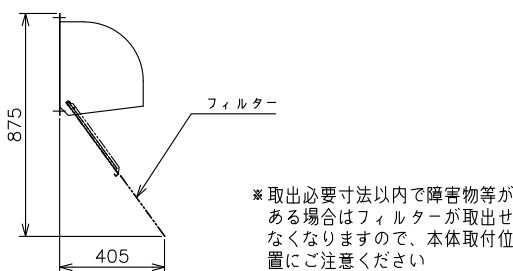 フィルター
875
※取出必要寸法以内で障害物等が
ある場合はフィルターが取出せ
なくなりますので、本体取付位
置にご注意ください
405